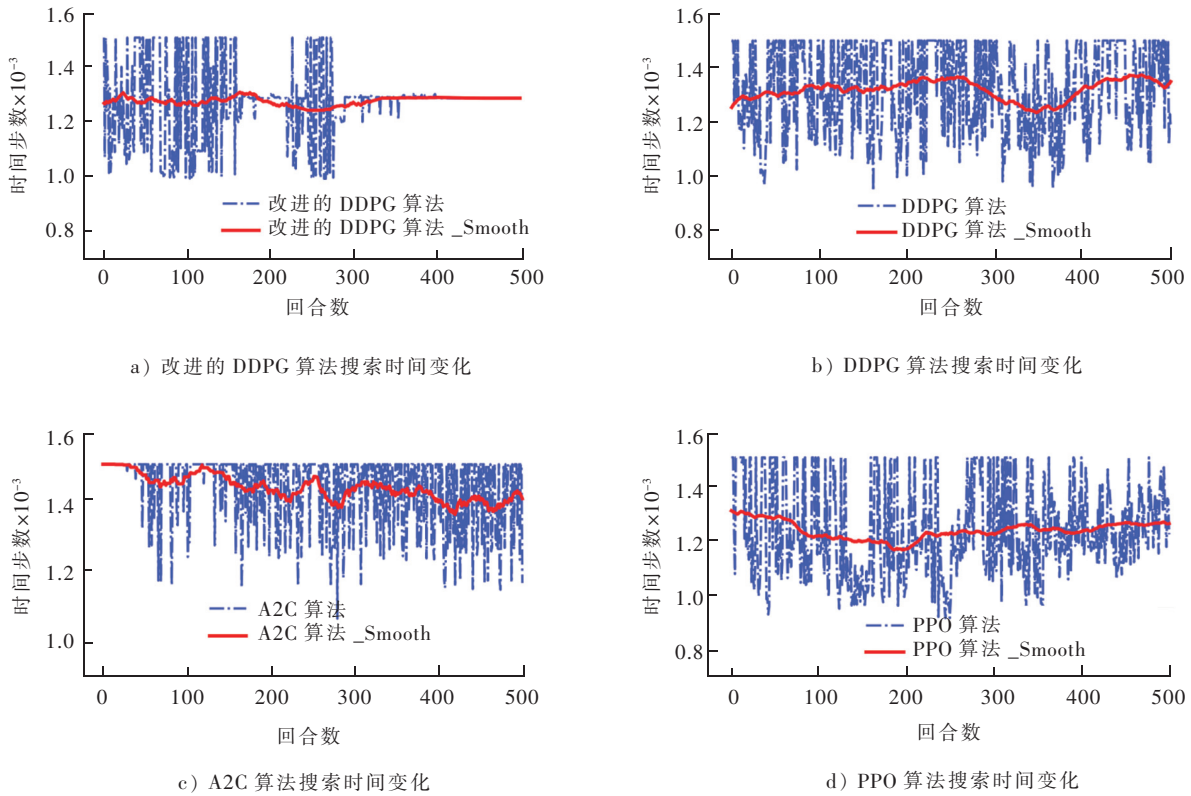 1.6
1.4
1.2
1.0
0.8
时间步数×10⁻³
改进的 DDPG 算法
改进的 DDPG 算法 _Smooth
0 100 200 300 400 500
回合数
a）改进的 DDPG 算法搜索时间变化
1.6
1.4
1.2
1.0
0.8
时间步数×10⁻³
DDPG 算法
DDPG 算法 _Smooth
0 100 200 300 400 500
回合数
b）DDPG 算法搜索时间变化
1.6
1.4
1.2
1.0
时间步数×10⁻³
A2C 算法
A2C 算法 _Smooth
0 100 200 300 400 500
回合数
c）A2C 算法搜索时间变化
1.6
1.4
1.2
1.0
0.8
时间步数×10⁻³
PPO 算法
PPO 算法 _Smooth
0 100 200 300 400 500
回合数
d）PPO 算法搜索时间变化